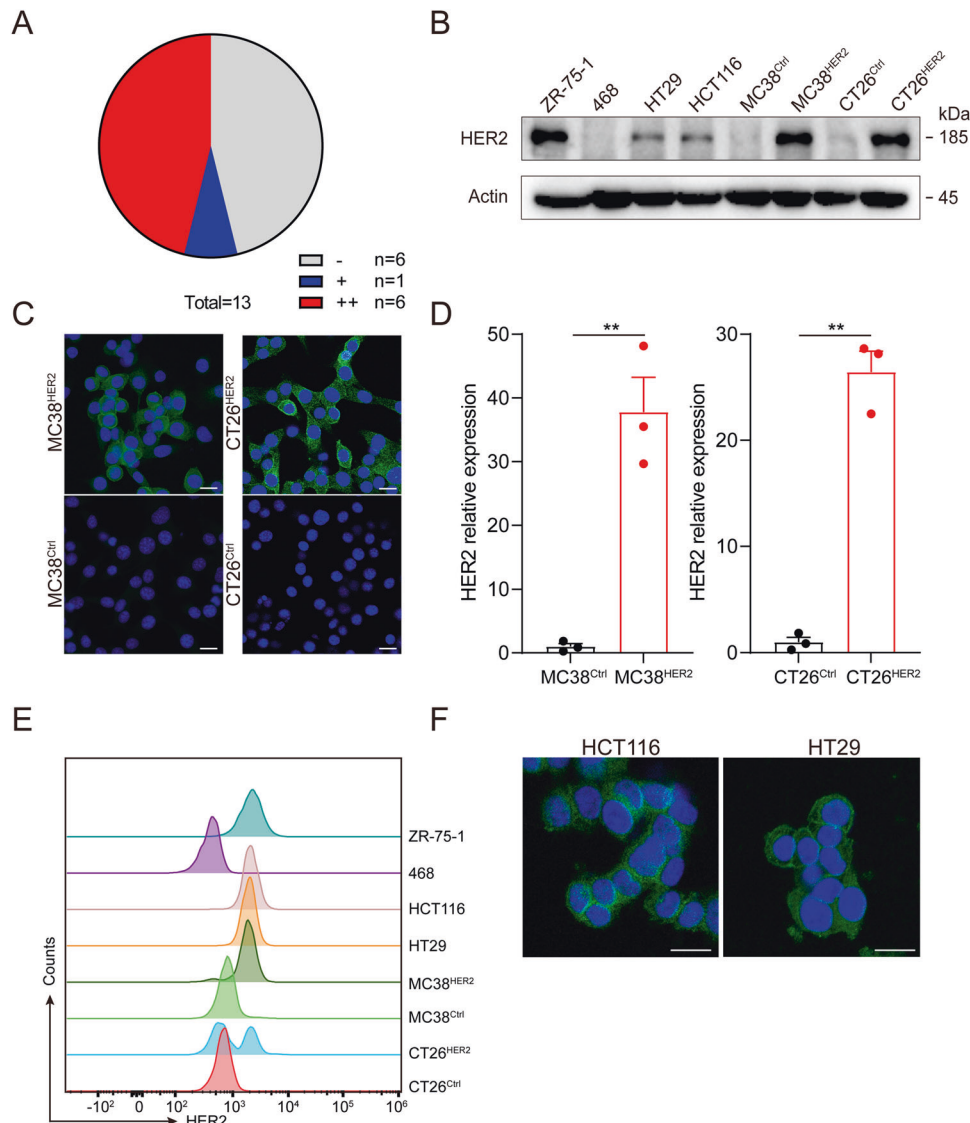 A
- n=6
+ n=1
++ n=6
Total=13
B
ZR-75-1
468
HT29
HCT116
MC38Ctrl
MC38HER2
CT26Ctrl
CT26HER2
kDa
HER2
- 185
Actin
- 45
C
MC38HER2
CT26HER2
MC38Ctrl
CT26Ctrl
D
**
HER2 relative expression
50
40
30
20
10
0
MC38Ctrl MC38HER2
**
HER2 relative expression
30
20
10
0
CT26Ctrl CT26HER2
E
ZR-75-1
468
HCT116
HT29
MC38HER2
MC38Ctrl
CT26HER2
CT26Ctrl
Counts
-10² 0 10² 10³ 10⁴ 10⁵ 10⁶
HER2
F
HCT116
HT29